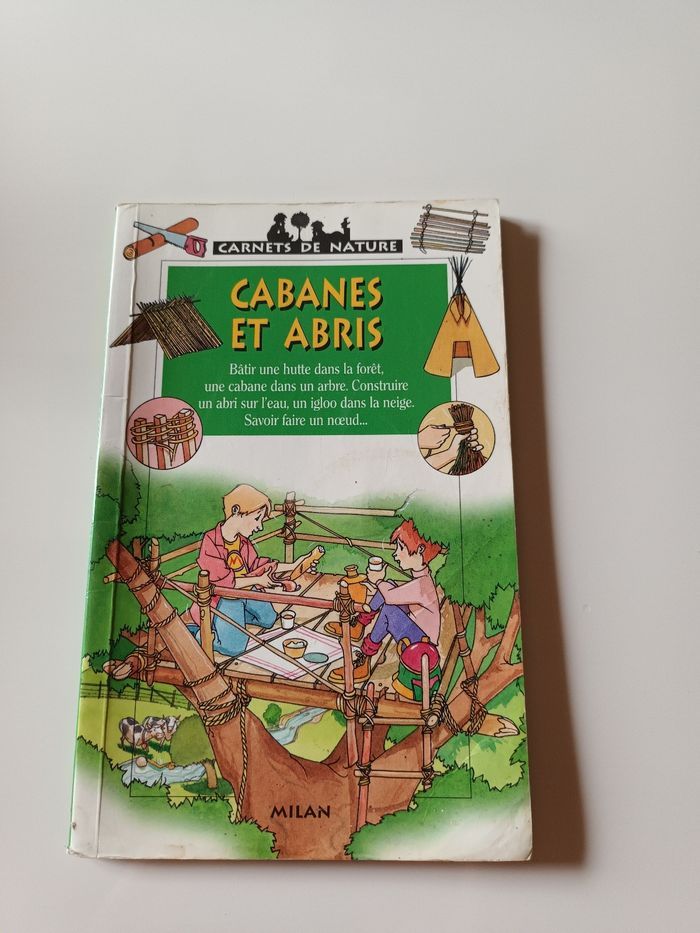 CARNETS DE NATURE
CABANES
ET ABRIS
Bâtir une hutte dans la forêt,
une cabane dans un arbre. Construire
un abri sur l'eau, un igloo dans la neige.
Savoir faire un nœud...
MILAN